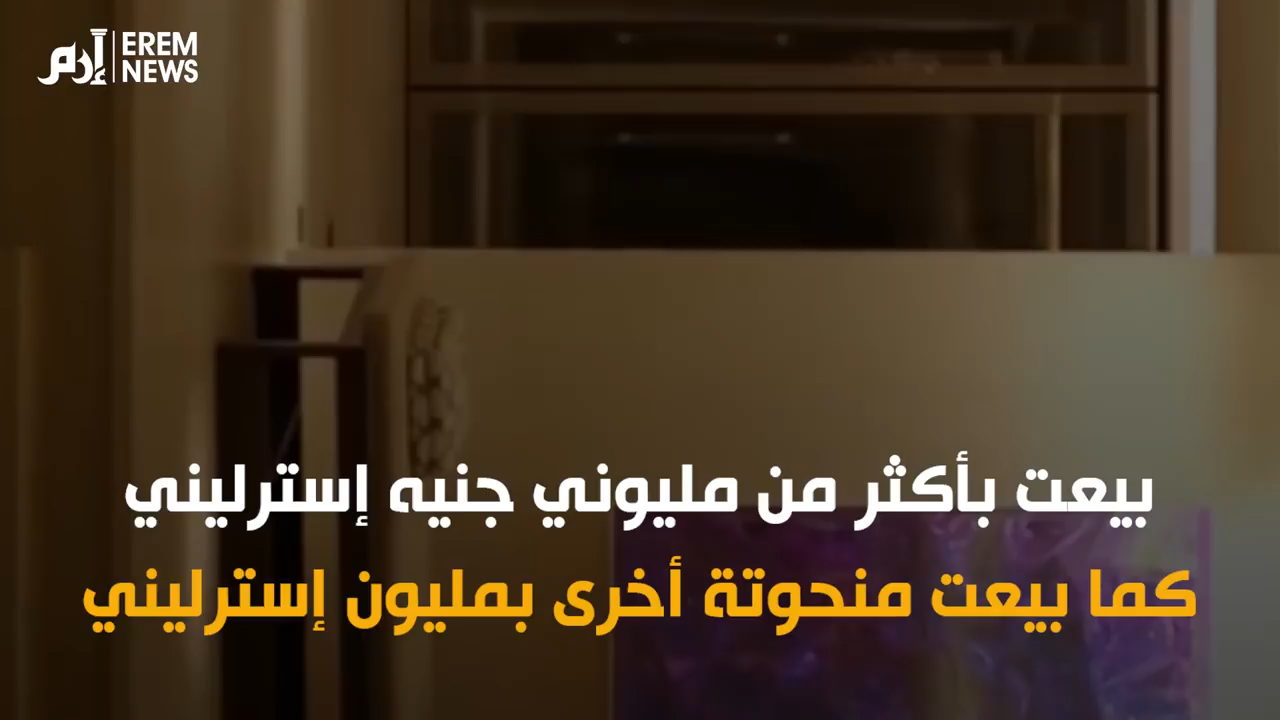 إرم
EREM
NEWS
بيعت بأكثر من مليوني جنيه إسترليني
كما بيعت منحوتة أخرى بمليون إسترليني